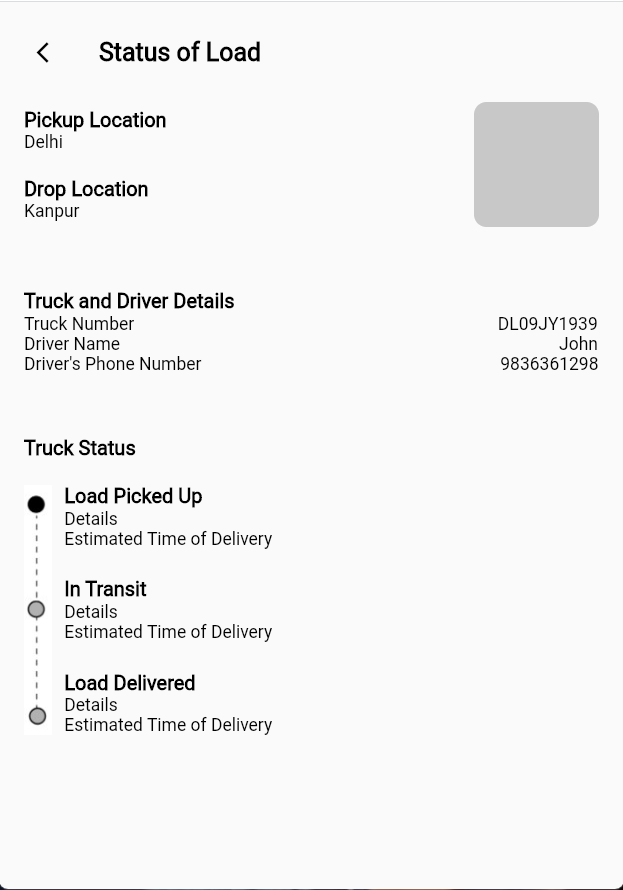 Status of Load
Pickup Location
Delhi
Drop Location
Kanpur
Truck and Driver Details
Truck Number DL09JY1939
Driver Name John
Driver's Phone Number 9836361298
Truck Status
Load Picked Up
Details
Estimated Time of Delivery
In Transit
Details
Estimated Time of Delivery
Load Delivered
Details
Estimated Time of Delivery